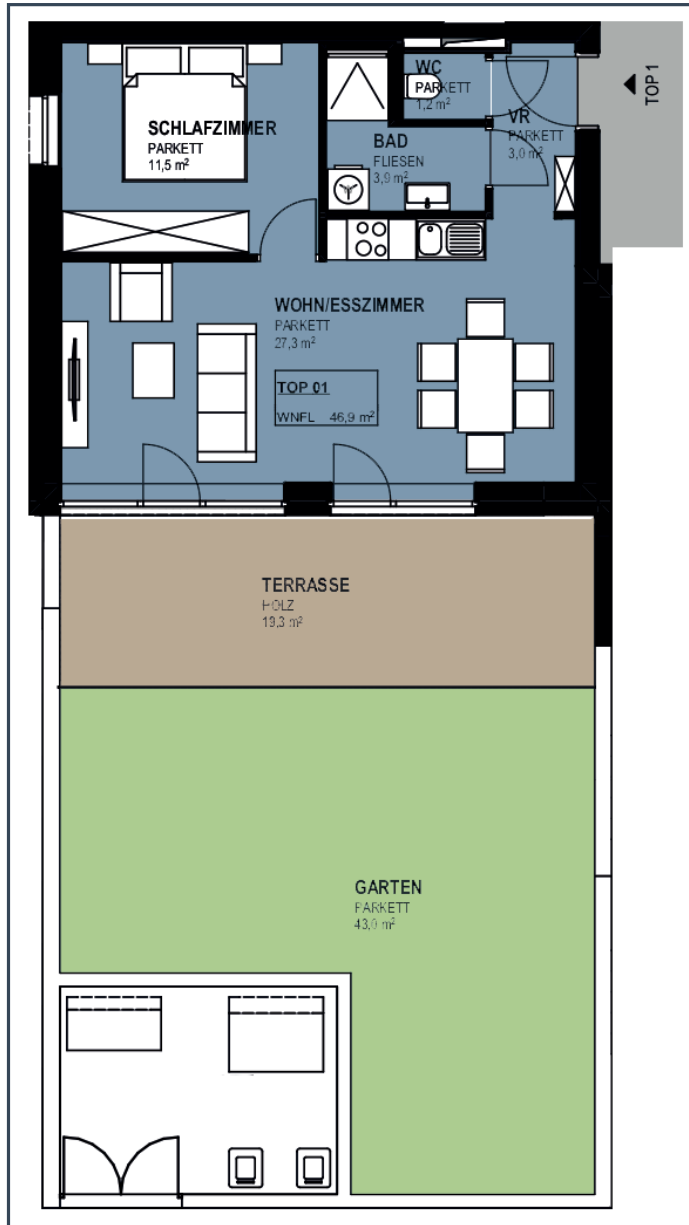 WC
PARKETT
1,2 m²
TOP1
VR
PARKETT
3,0 m²
SCHLAFZIMMER
PARKETT
11,5 m²
BAD
FLIESEN
3,9 m²
WOHN/ESSZIMMER
PARKETT
27,3 m²
TOP 01
WNFL 46,9 m²
TERRASSE
HOLZ
19,3 m²
GARTEN
PARKETT
43,0 m²